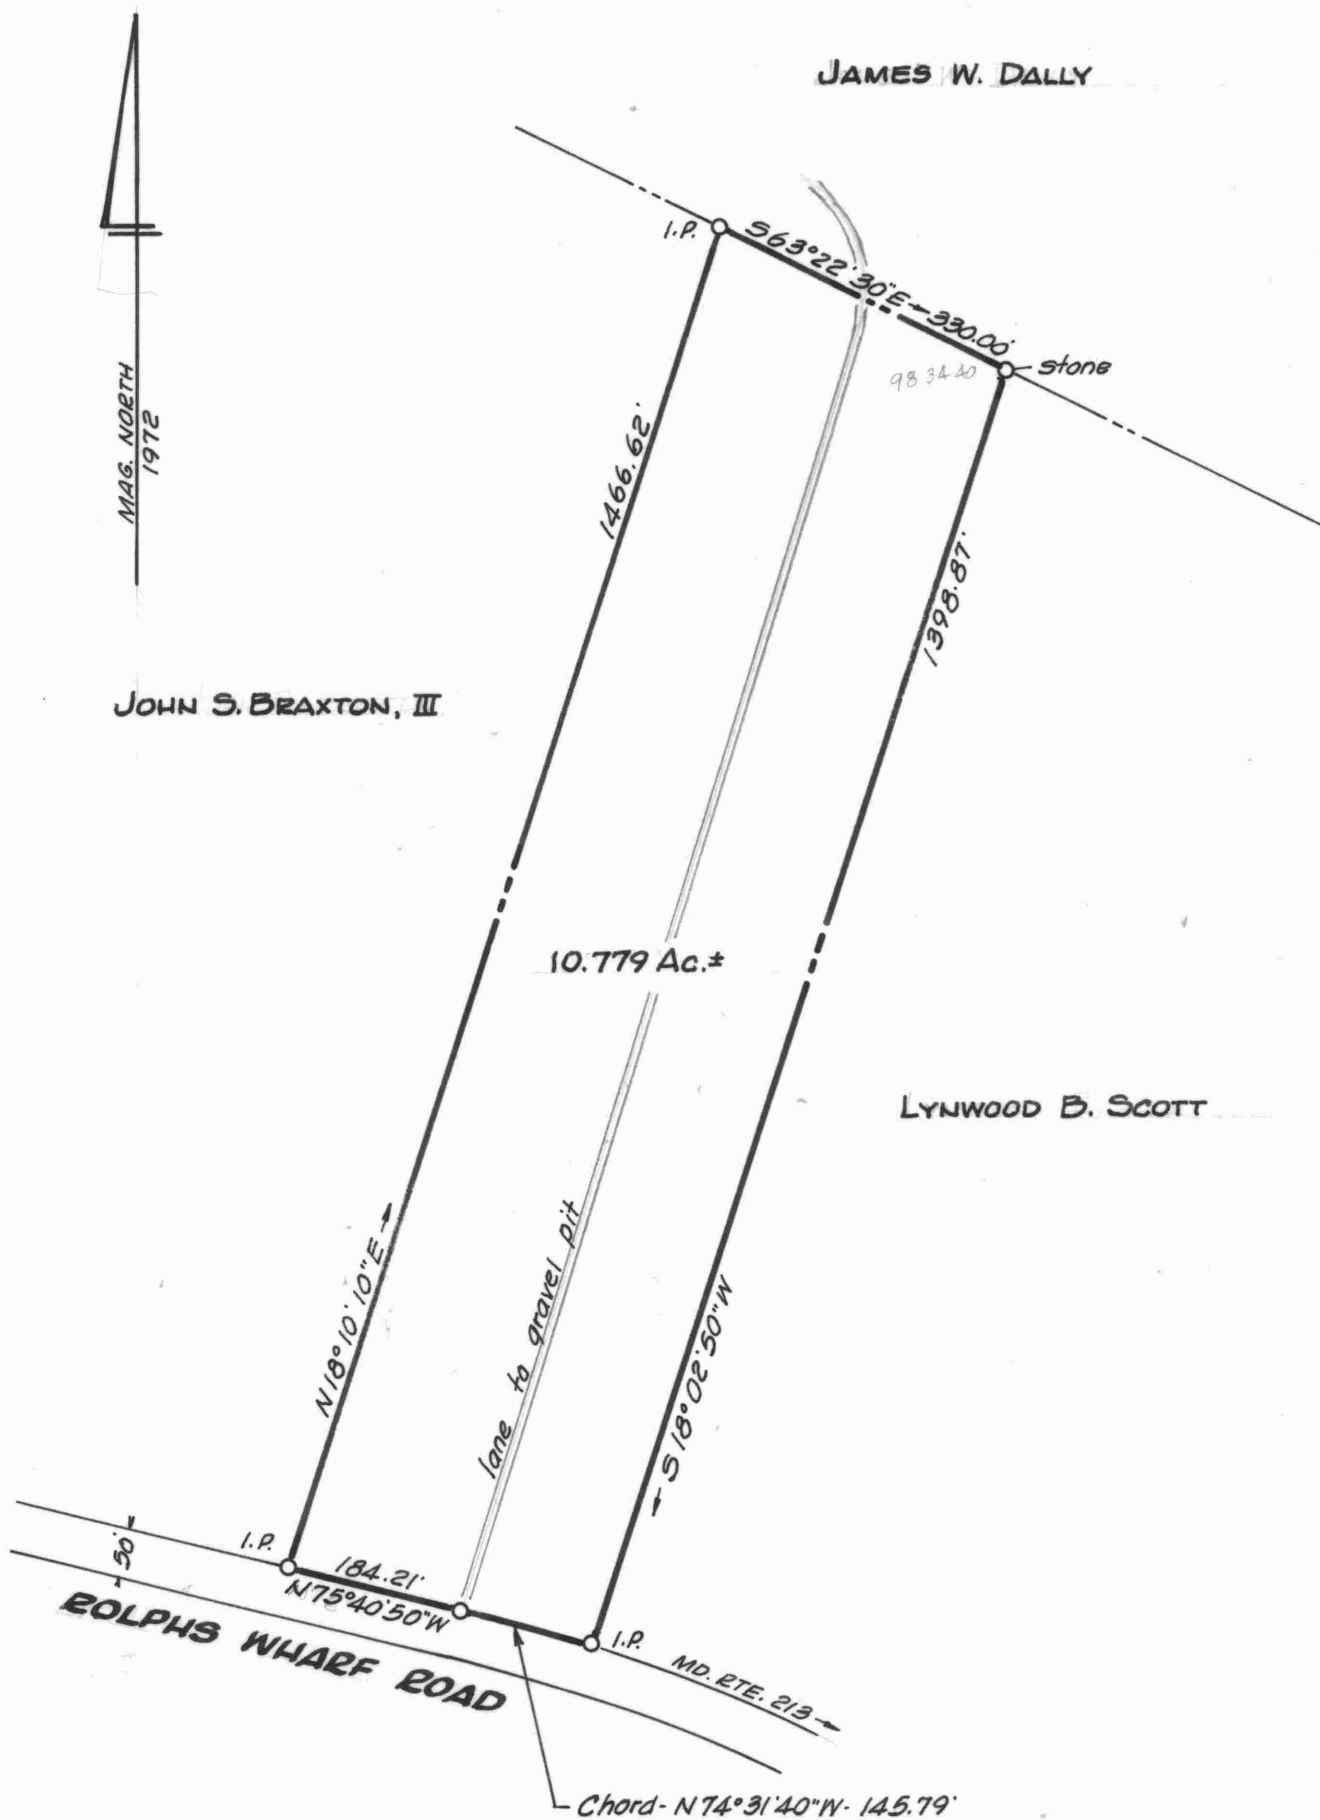 JAMES W. DALLY
I.P.
S63°22'30"E 330.00'
98 34 40
stone
MAG. NORTH
1972
1466.62'
1398.87'
JOHN S. BRAXTON, III
10.779 Ac.±
LYNWOOD B. SCOTT
N18°10'10"E
lane to gravel pit
S 18°02'50"W
50'
I.P.
184.21'
N75°40'50"W
I.P.
ROLPHS WHARF ROAD
MD. RTE. 213
Chord - N74°31'40"W - 145.79'